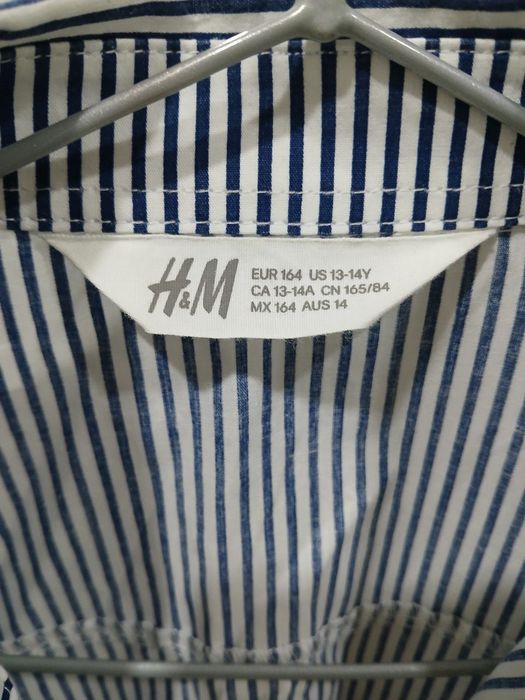 H&M
EUR 164 US 13-14Y
CA 13-14A CN 165/84
MX 164 AUS 14